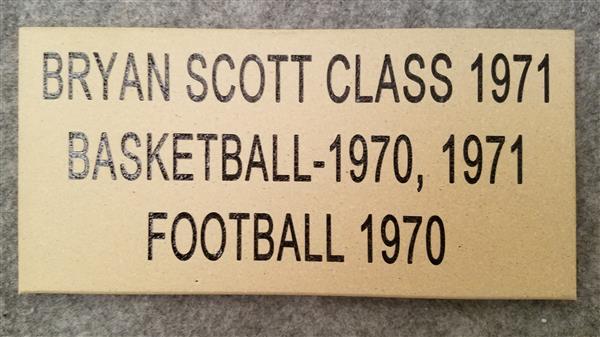 BRYAN SCOTT CLASS 1971
BASKETBALL-1970, 1971
FOOTBALL 1970